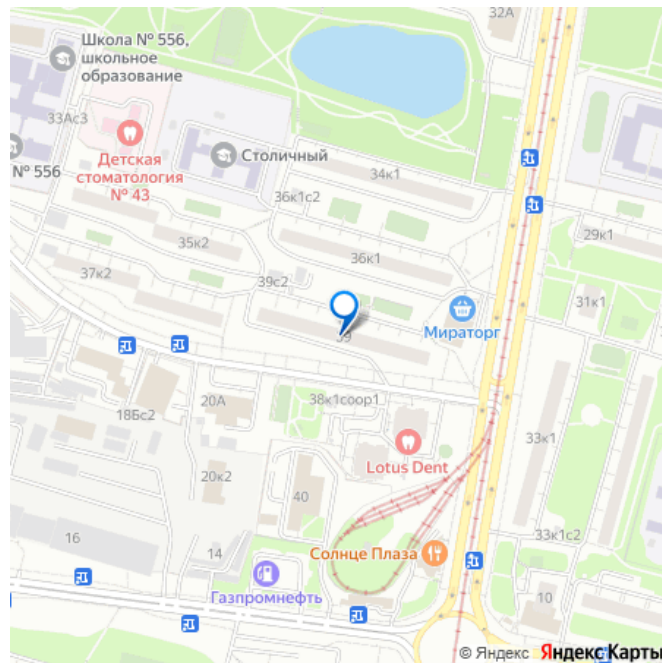 32А
Школа № 556,
школьное
образование
33Ас3
Детская
стоматология
№ 43
№ 556
Столичный
34к1
36к1с2
29к1
35к2
36к1
37к2
39с2
31к1
Мираторг
39
38к1соор1
20А
18Бс2
33к1
Lotus Dent
20к2
40
16
14
Солнце Плаза
33к1с2
Газпромнефть
10
© Яндекс Яндекс Карты